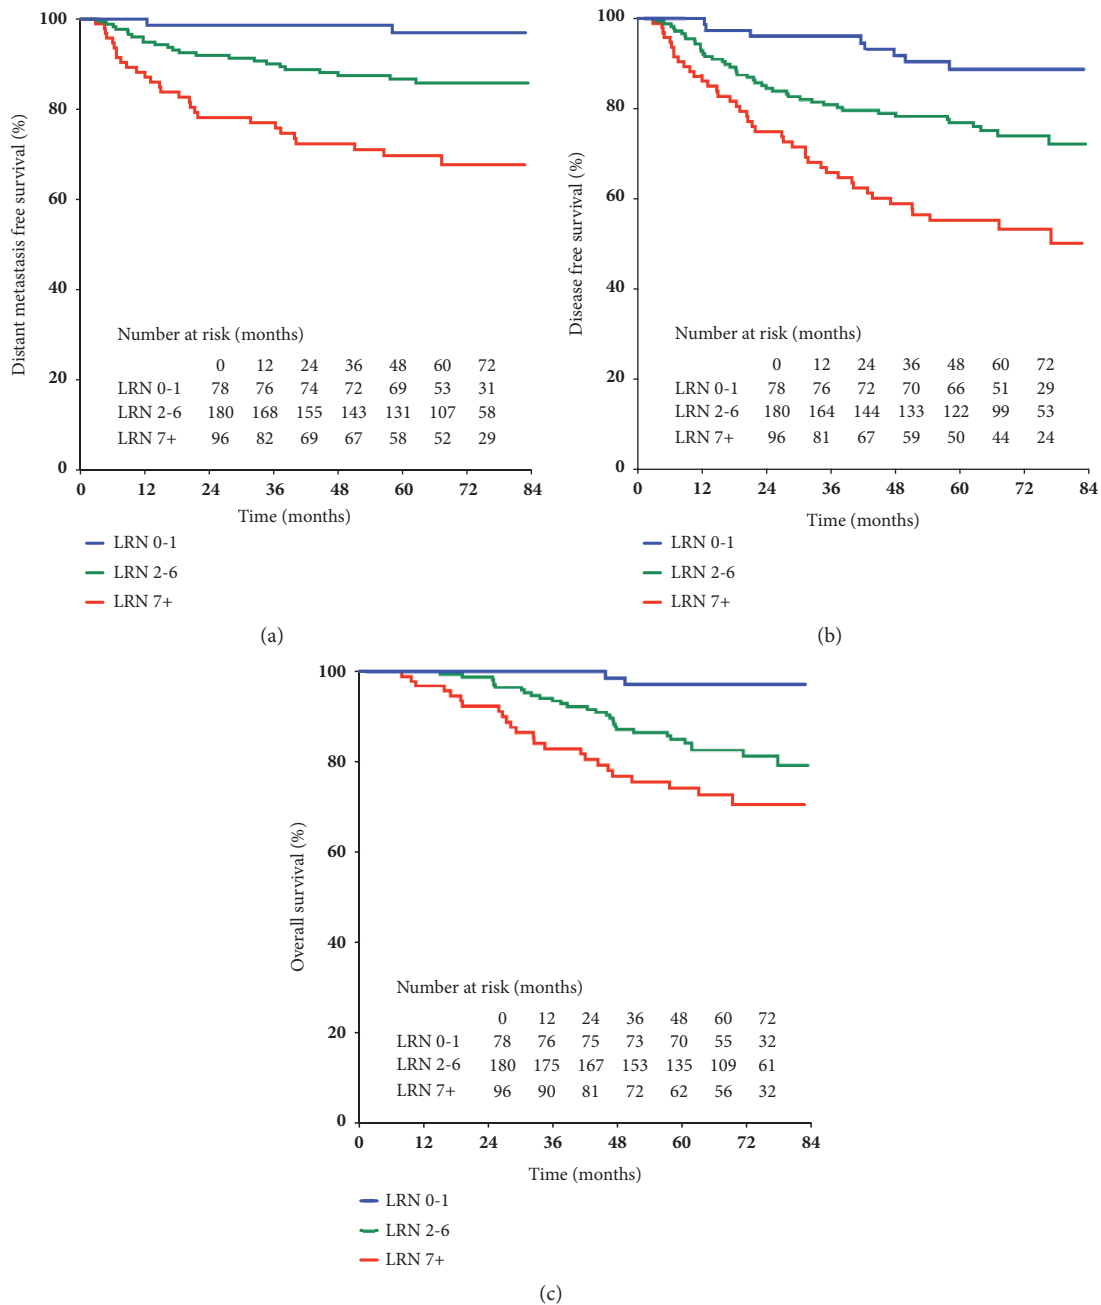 100
80
60
40
20
0
Distant metastasis free survival (%)
Number at risk (months)
0 12 24 36 48 60 72
LRN 0-1 78 76 74 72 69 53 31
LRN 2-6 180 168 155 143 131 107 58
LRN 7+ 96 82 69 67 58 52 29
0 12 24 36 48 60 72 84
Time (months)
LRN 0-1
LRN 2-6
LRN 7+
(a)
100
80
60
40
20
0
Disease free survival (%)
Number at risk (months)
0 12 24 36 48 60 72
LRN 0-1 78 76 72 70 66 51 29
LRN 2-6 180 164 144 133 122 99 53
LRN 7+ 96 81 67 59 50 44 24
0 12 24 36 48 60 72 84
Time (months)
LRN 0-1
LRN 2-6
LRN 7+
(b)
100
80
60
40
20
0
Overall survival (%)
Number at risk (months)
0 12 24 36 48 60 72
LRN 0-1 78 76 75 73 70 55 32
LRN 2-6 180 175 167 153 135 109 61
LRN 7+ 96 90 81 72 62 56 32
0 12 24 36 48 60 72 84
Time (months)
LRN 0-1
LRN 2-6
LRN 7+
(c)